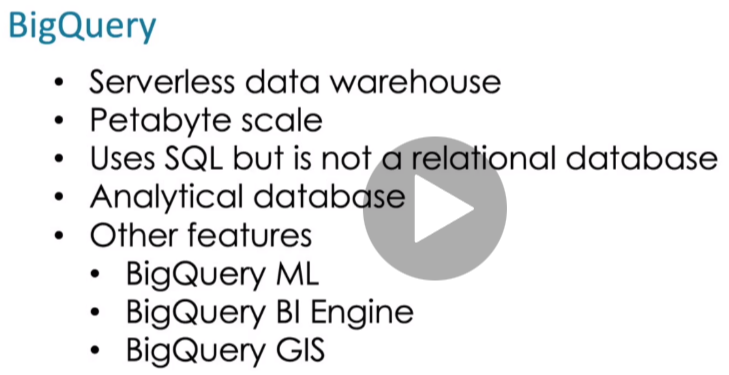 BigQuery
• Serverless data warehouse
• Petabyte scale
• Uses SQL but is not a relational database
• Analytical database
• Other features
• BigQuery ML
• BigQuery BI Engine
• BigQuery GIS